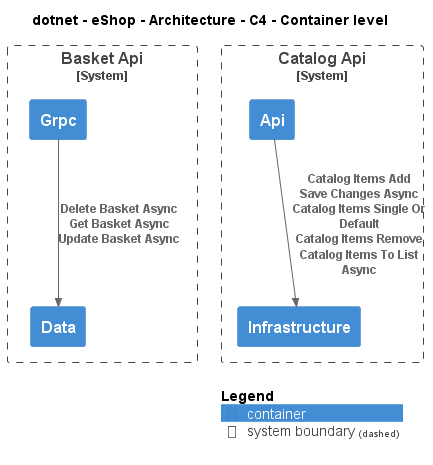 dotnet - eShop - Architecture - C4 - Container level
Basket Api
[System]
Catalog Api
[System]
Grpc
Api
Delete Basket Async
Get Basket Async
Update Basket Async
Catalog Items Add
Save Changes Async
Catalog Items Single Or
Default
Catalog Items Remove
Catalog Items To List
Async
Data
Infrastructure
Legend
container
system boundary (dashed)